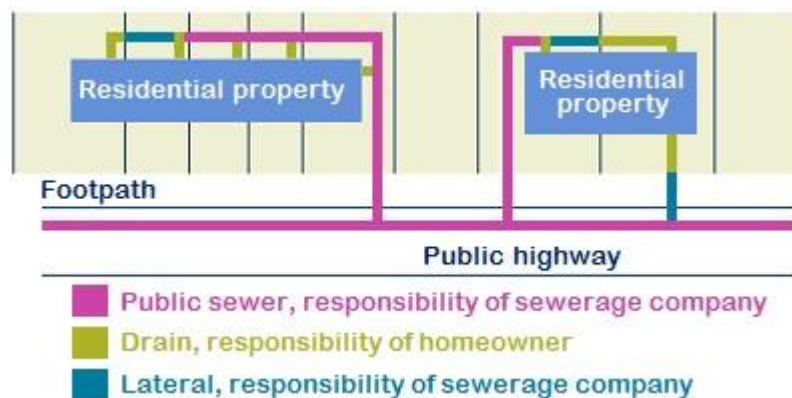 Residential property
Residential
property
Footpath
Public highway
Public sewer, responsibility of sewerage company
Drain, responsibility of homeowner
Lateral, responsibility of sewerage company